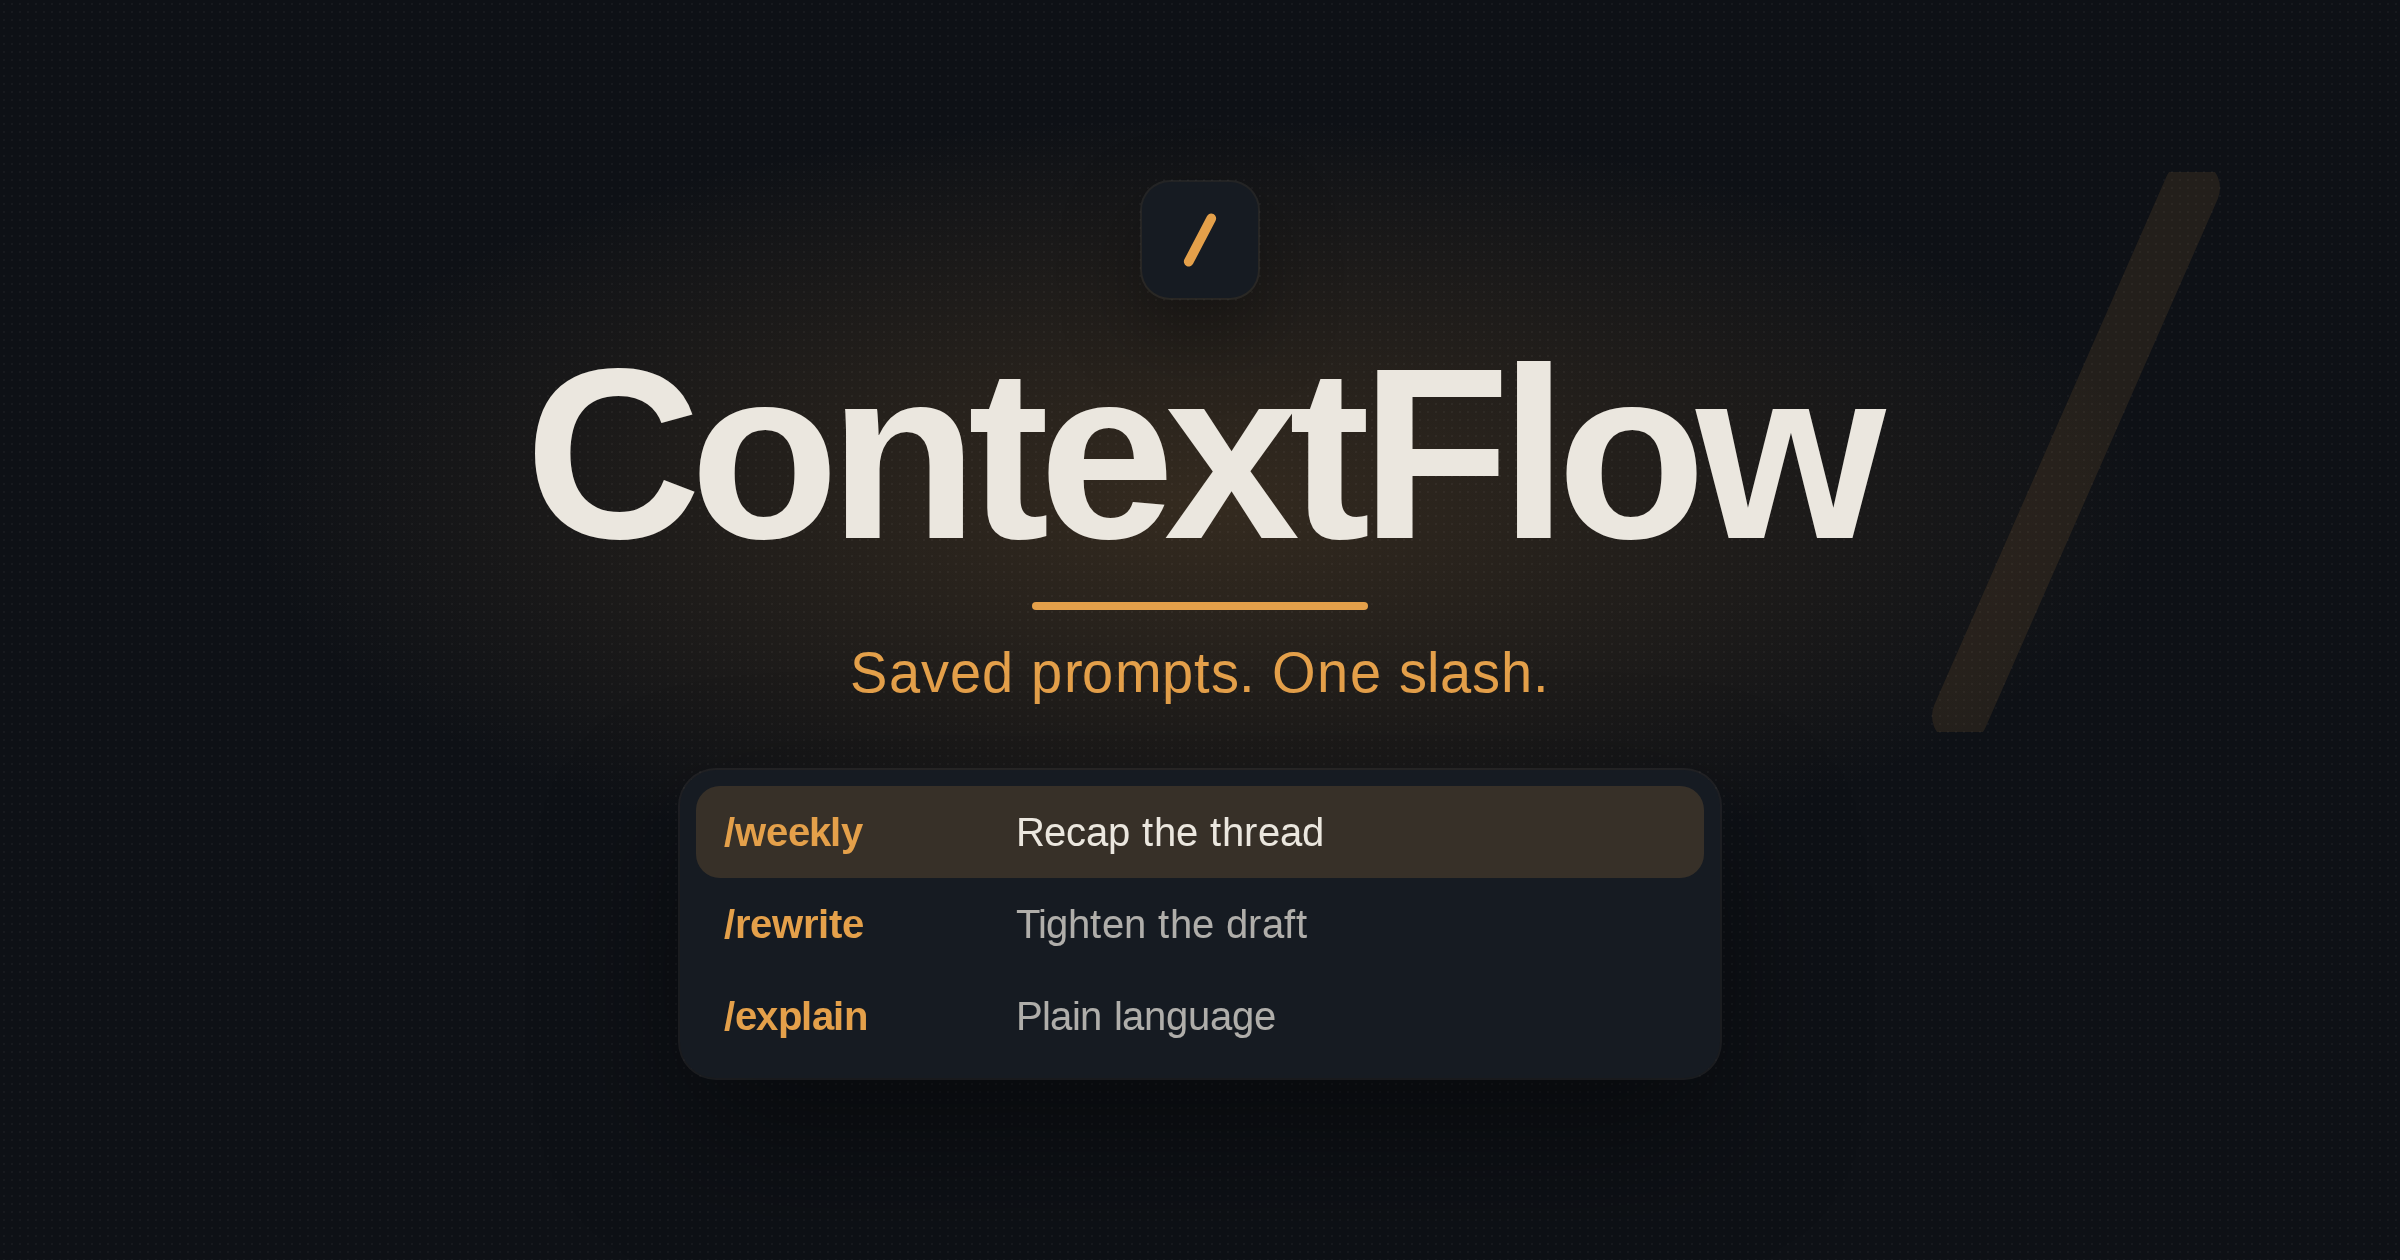 /
ContextFlow
Saved prompts. One slash.
/weekly Recap the thread
/rewrite Tighten the draft
/explain Plain language